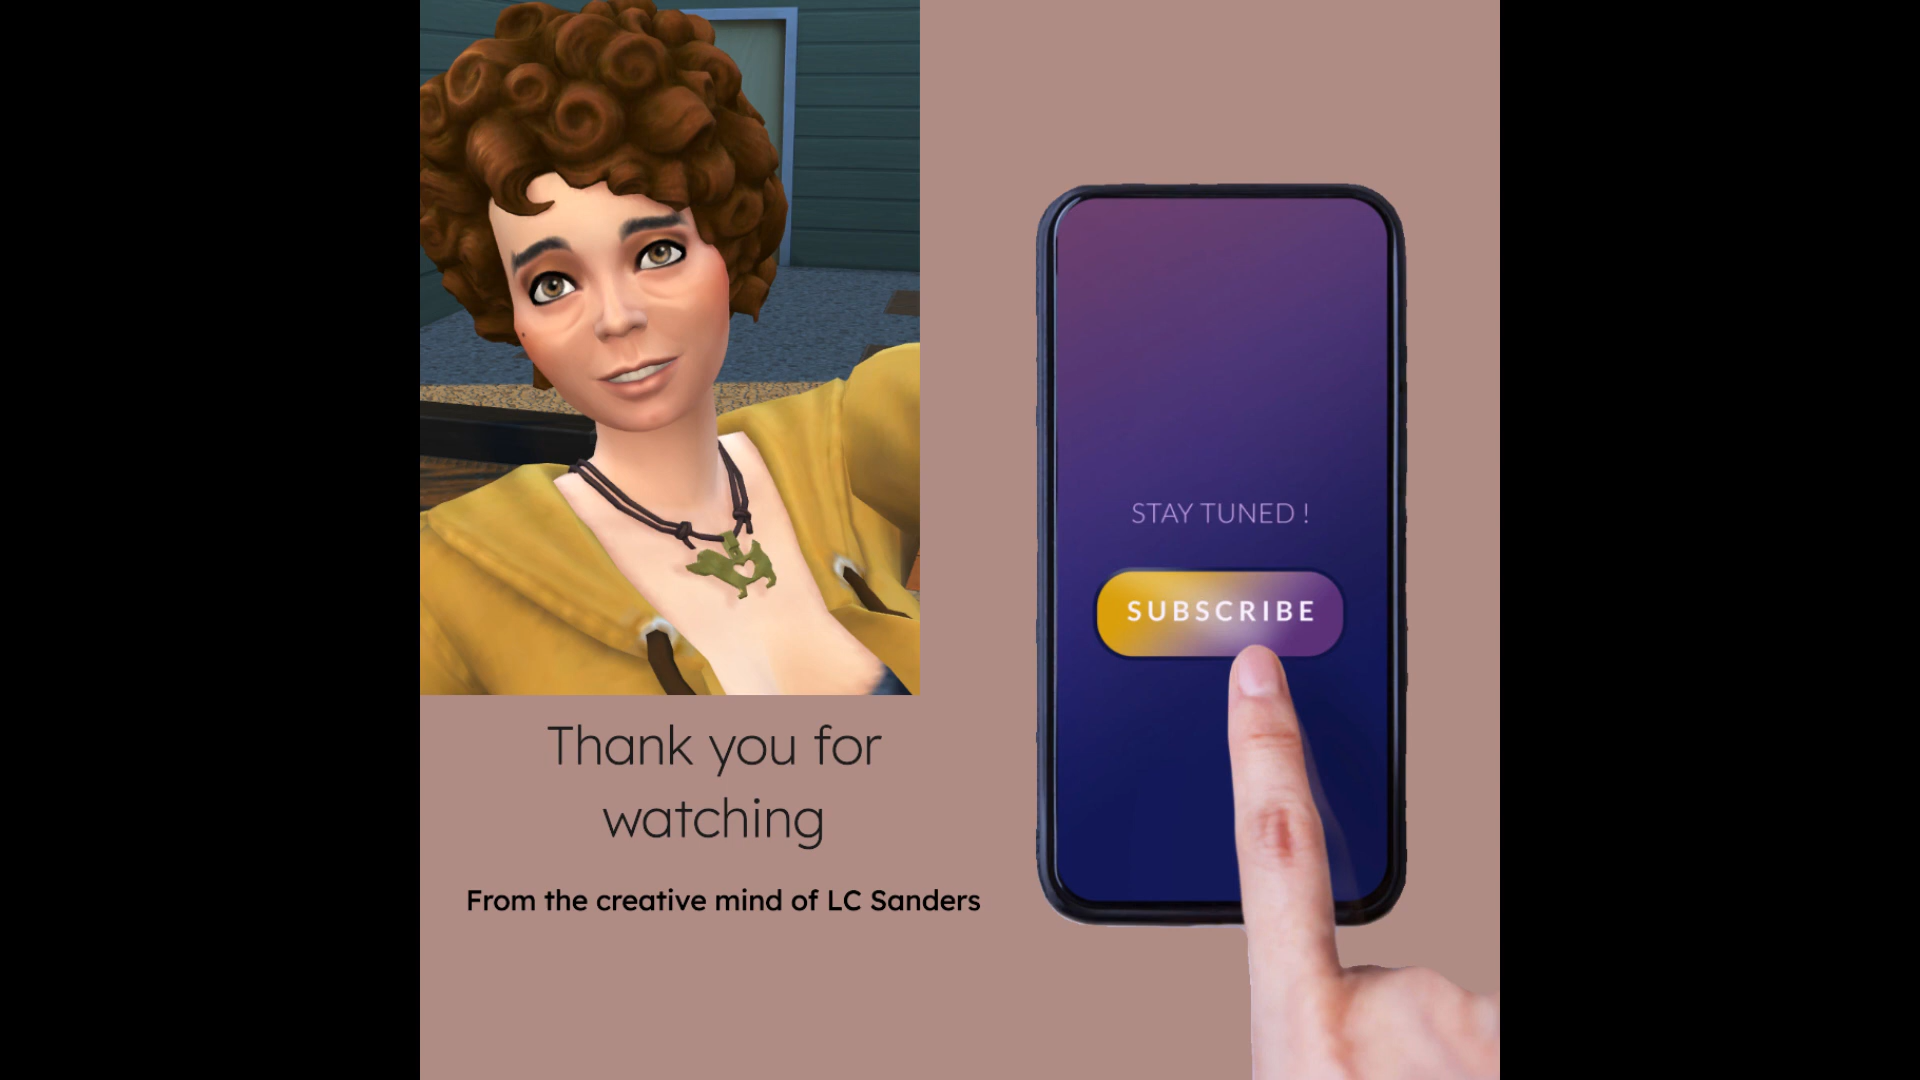 Thank you for
watching
From the creative mind of LC Sanders
STAY TUNED !
SUBSCRIBE